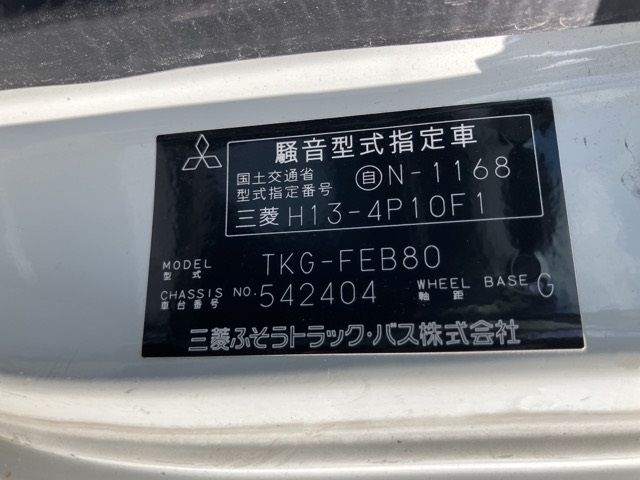 騒音型式指定車
国土交通省
型式指定番号
自N-1168
三菱 H13-4P10F1
MODEL
型式
TKG-FEB80
CHASSIS NO.
車台番号
542404
WHEEL BASE
軸距
G
三菱ふそうトラック・バス株式会社